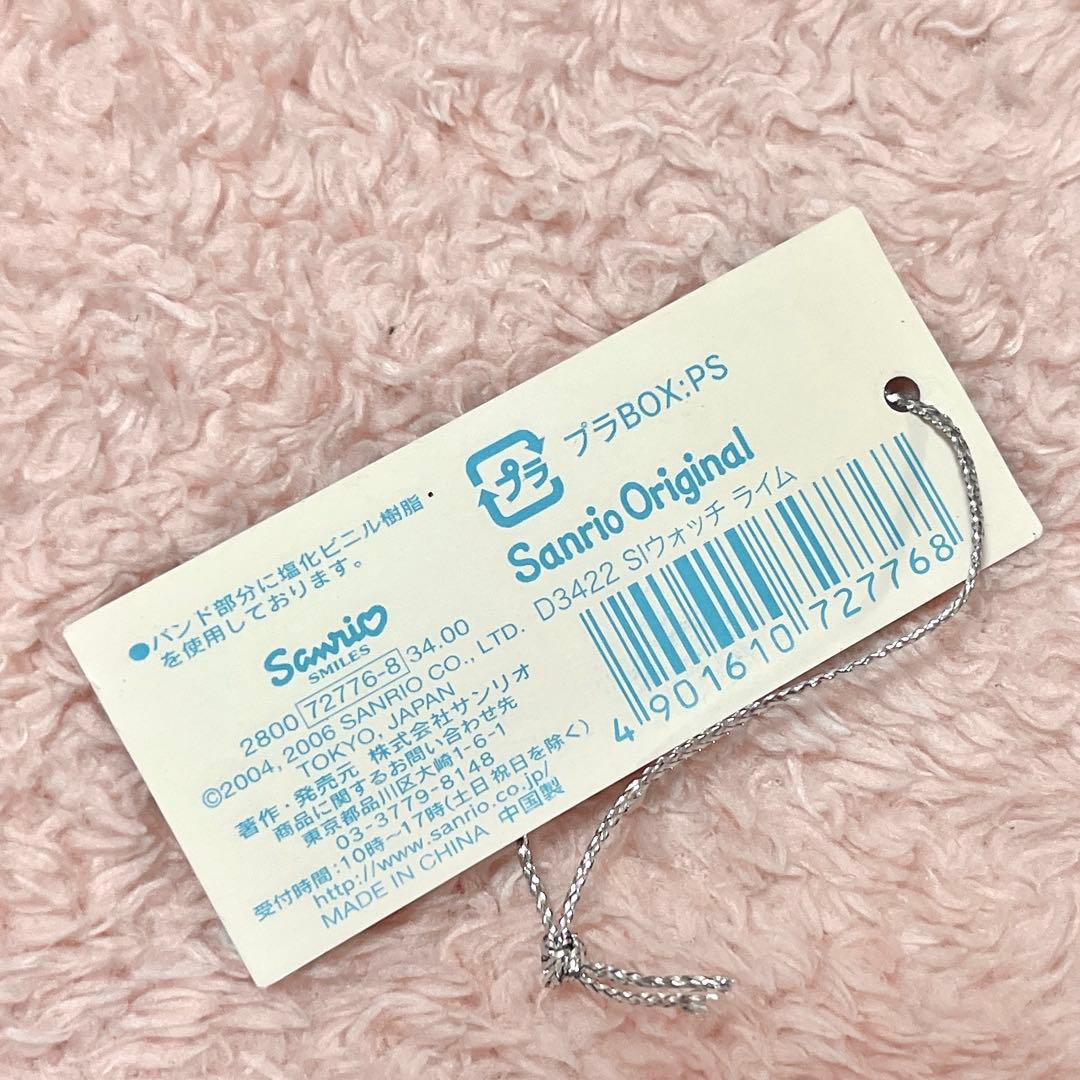 プラBOX:PS
プラ
Sanrio Original
D3422 SIウォッチ ライム
4 901610 727768
●バンド部分に塩化ビニル樹脂
を使用しております。
Sanrio
SMILES
2800 72776-8 34.00
©2004, 2006 SANRIO CO., LTD.
TOKYO, JAPAN
著作・発売元 株式会社サンリオ
商品に関するお問い合わせ先
東京都品川区大崎1-6-1
03-3779-8148
受付時間:10時~17時(土日祝日を除く)
http://www.sanrio.co.jp/
MADE IN CHINA 中国製